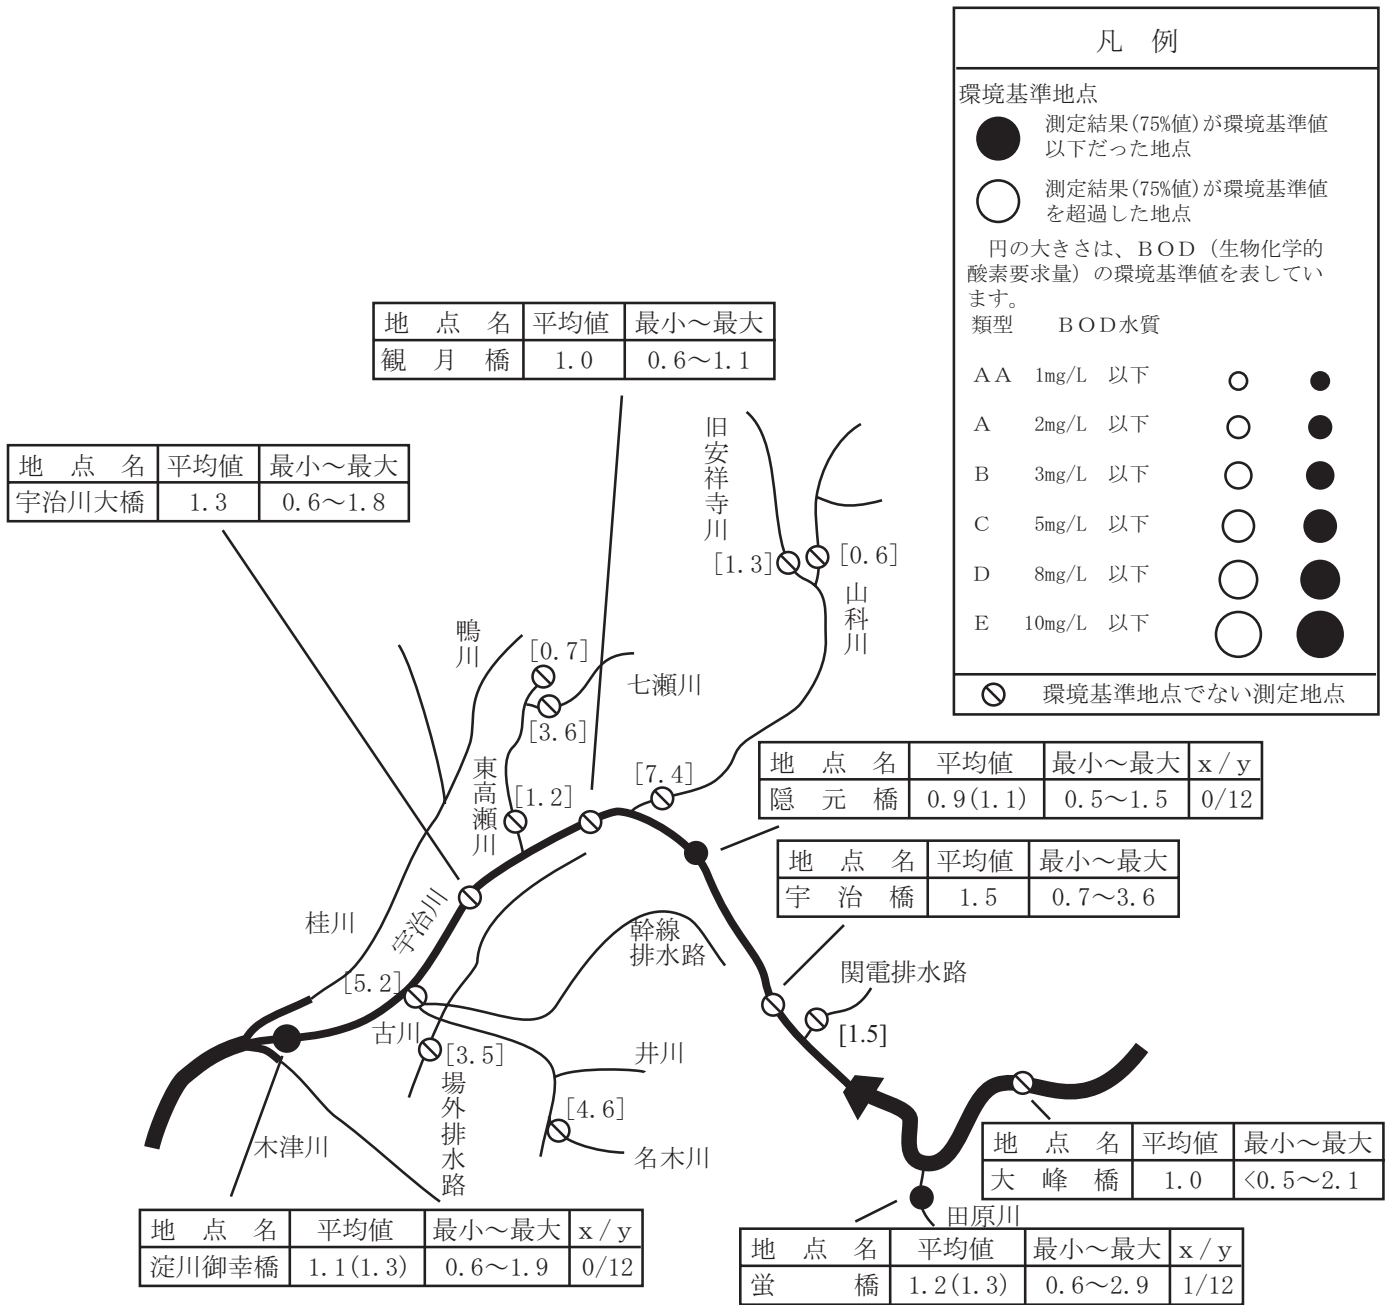 凡 例
環境基準地点
測定結果(75%値)が環境基準値
以下だった地点
測定結果(75%値)が環境基準値
を超過した地点
円の大きさは、BOD(生物化学的
酸素要求量)の環境基準値を表してい
ます。
類型 BOD水質
AA 1mg/L 以下
A 2mg/L 以下
B 3mg/L 以下
C 5mg/L 以下
D 8mg/L 以下
E 10mg/L 以下
環境基準地点でない測定地点
地点名 平均値 最小~最大
観月橋 1.0 0.6~1.1
地点名 平均値 最小~最大
宇治川大橋 1.3 0.6~1.8
旧安祥寺川
[1.3]
[0.6]
山科川
鴨川
[0.7]
七瀬川
[3.6]
東高瀬川
[1.2]
[7.4]
地点名 平均値 最小~最大 x/y
隠元橋 0.9(1.1) 0.5~1.5 0/12
地点名 平均値 最小~最大
宇治橋 1.5 0.7~3.6
桂川
宇治川
幹線
排水路
関電排水路
[5.2]
古川
[3.5]
[1.5]
井川
場外排水路
[4.6]
名木川
木津川
地点名 平均値 最小~最大
大峰橋 1.0 <0.5~2.1
田原川
地点名 平均値 最小~最大 x/y
淀川御幸橋 1.1(1.3) 0.6~1.9 0/12
地点名 平均値 最小~最大 x/y
蛍橋 1.2(1.3) 0.6~2.9 1/12